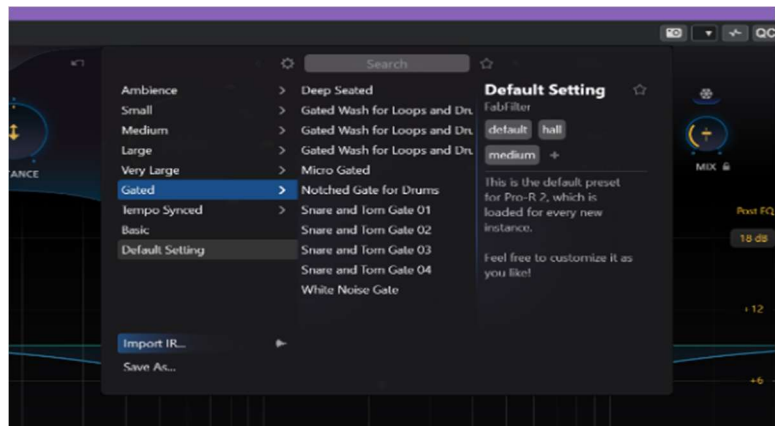 QC
Search
Ambience
Small
Medium
Large
Very Large
Gated
Tempo Synced
Basic
Default Setting
Import IR...
Save As...
Deep Seated
Gated Wash for Loops and Dru
Gated Wash for Loops and Dru
Gated Wash for Loops and Dru
Micro Gated
Notched Gate for Drums
Snare and Tom Gate 01
Snare and Tom Gate 02
Snare and Tom Gate 03
Snare and Tom Gate 04
White Noise Gate
Default Setting
FabFilter
default hall
medium +
This is the default preset
for Pro-R 2, which is
loaded for every new
instance.
Feel free to customize it as
you like!
ANCE
MIX
Post EQ
18 dB
+12
+6